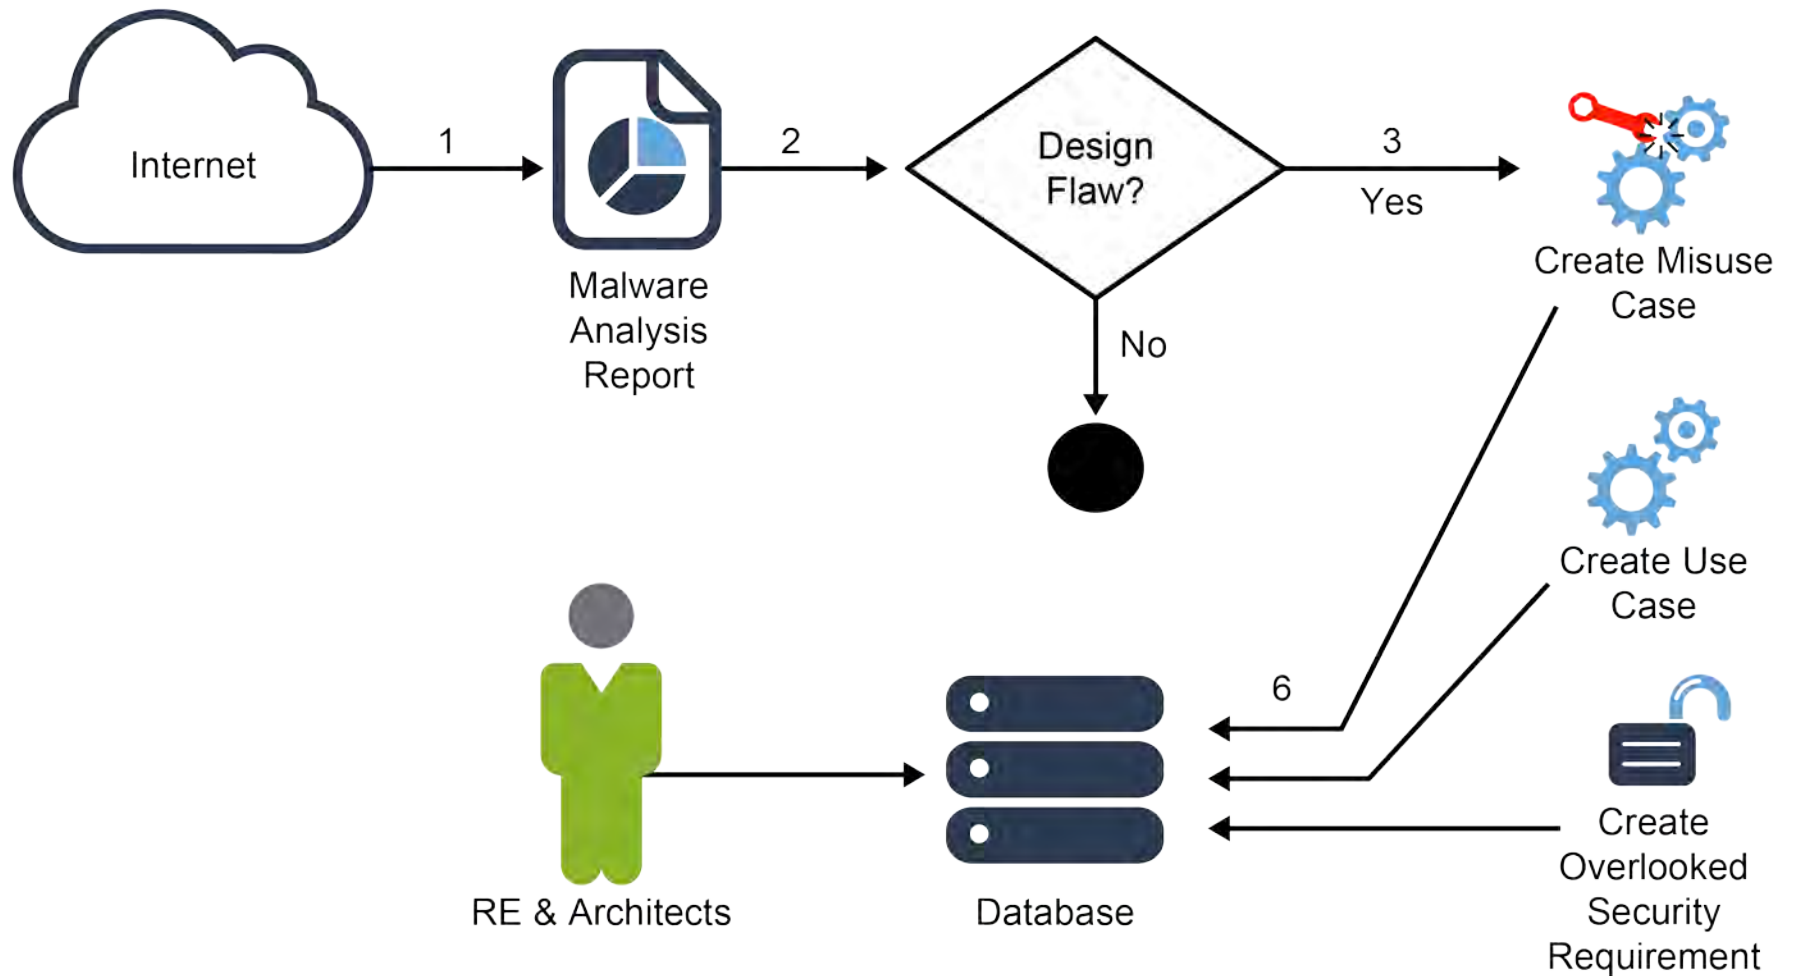 Internet
1
Malware
Analysis
Report
2
Design
Flaw?
3
Yes
No
Create Misuse
Case
Create Use
Case
6
Create
Overlooked
Security
Requirement
RE & Architects
Database